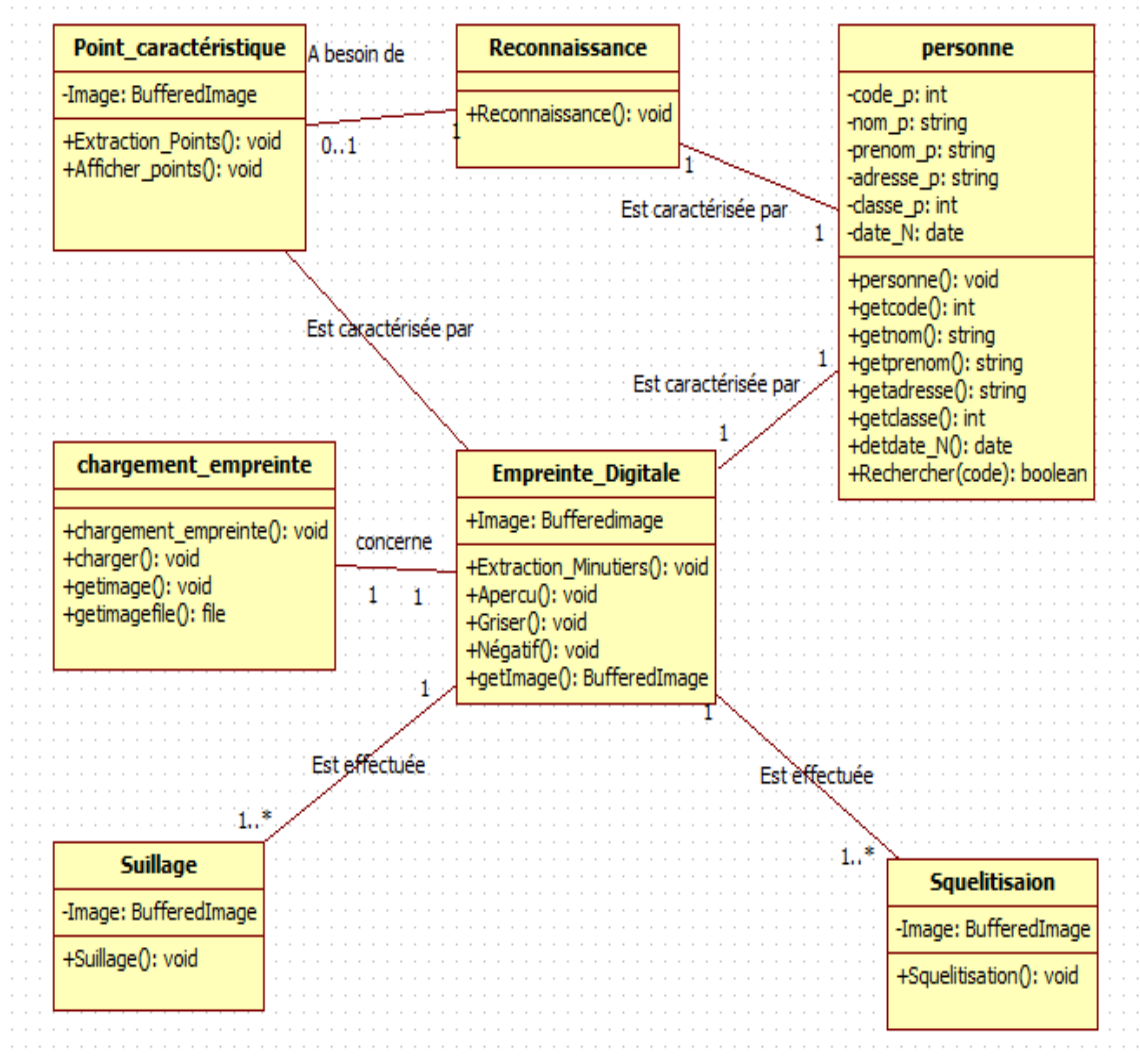 Point_caractéristique
-Image: BufferedImage
+Extraction_Points(): void
+Afficher_points(): void
A besoin de
0..1
1
Reconnaissance
+Reconnaissance(): void
1
Est caractérisée par
1
personne
-code_p: int
-nom_p: string
-prenom_p: string
-adresse_p: string
-classe_p: int
-date_N: date
+personne(): void
+getcode(): int
+getnom(): string
+getprenom(): string
+getadresse(): string
+getclasse(): int
+detdate_N(): date
+Rechercher(code): boolean
Est caractérisée par
1
Est caractérisée par
1
chargement_empreinte
+chargement_empreinte(): void
+charger(): void
+getimage(): void
+getimagefile(): file
concerne
1 1
Empreinte_Digitale
+Image: Bufferedimage
+Extraction_Minutiers(): void
+Apercu(): void
+Griser(): void
+Négatif(): void
+getImage(): BufferedImage
1
Est effectuée
1..*
1
Est effectuée
1..*
Suillage
-Image: BufferedImage
+Suillage(): void
Squelitisaion
-Image: BufferedImage
+Squelitisation(): void